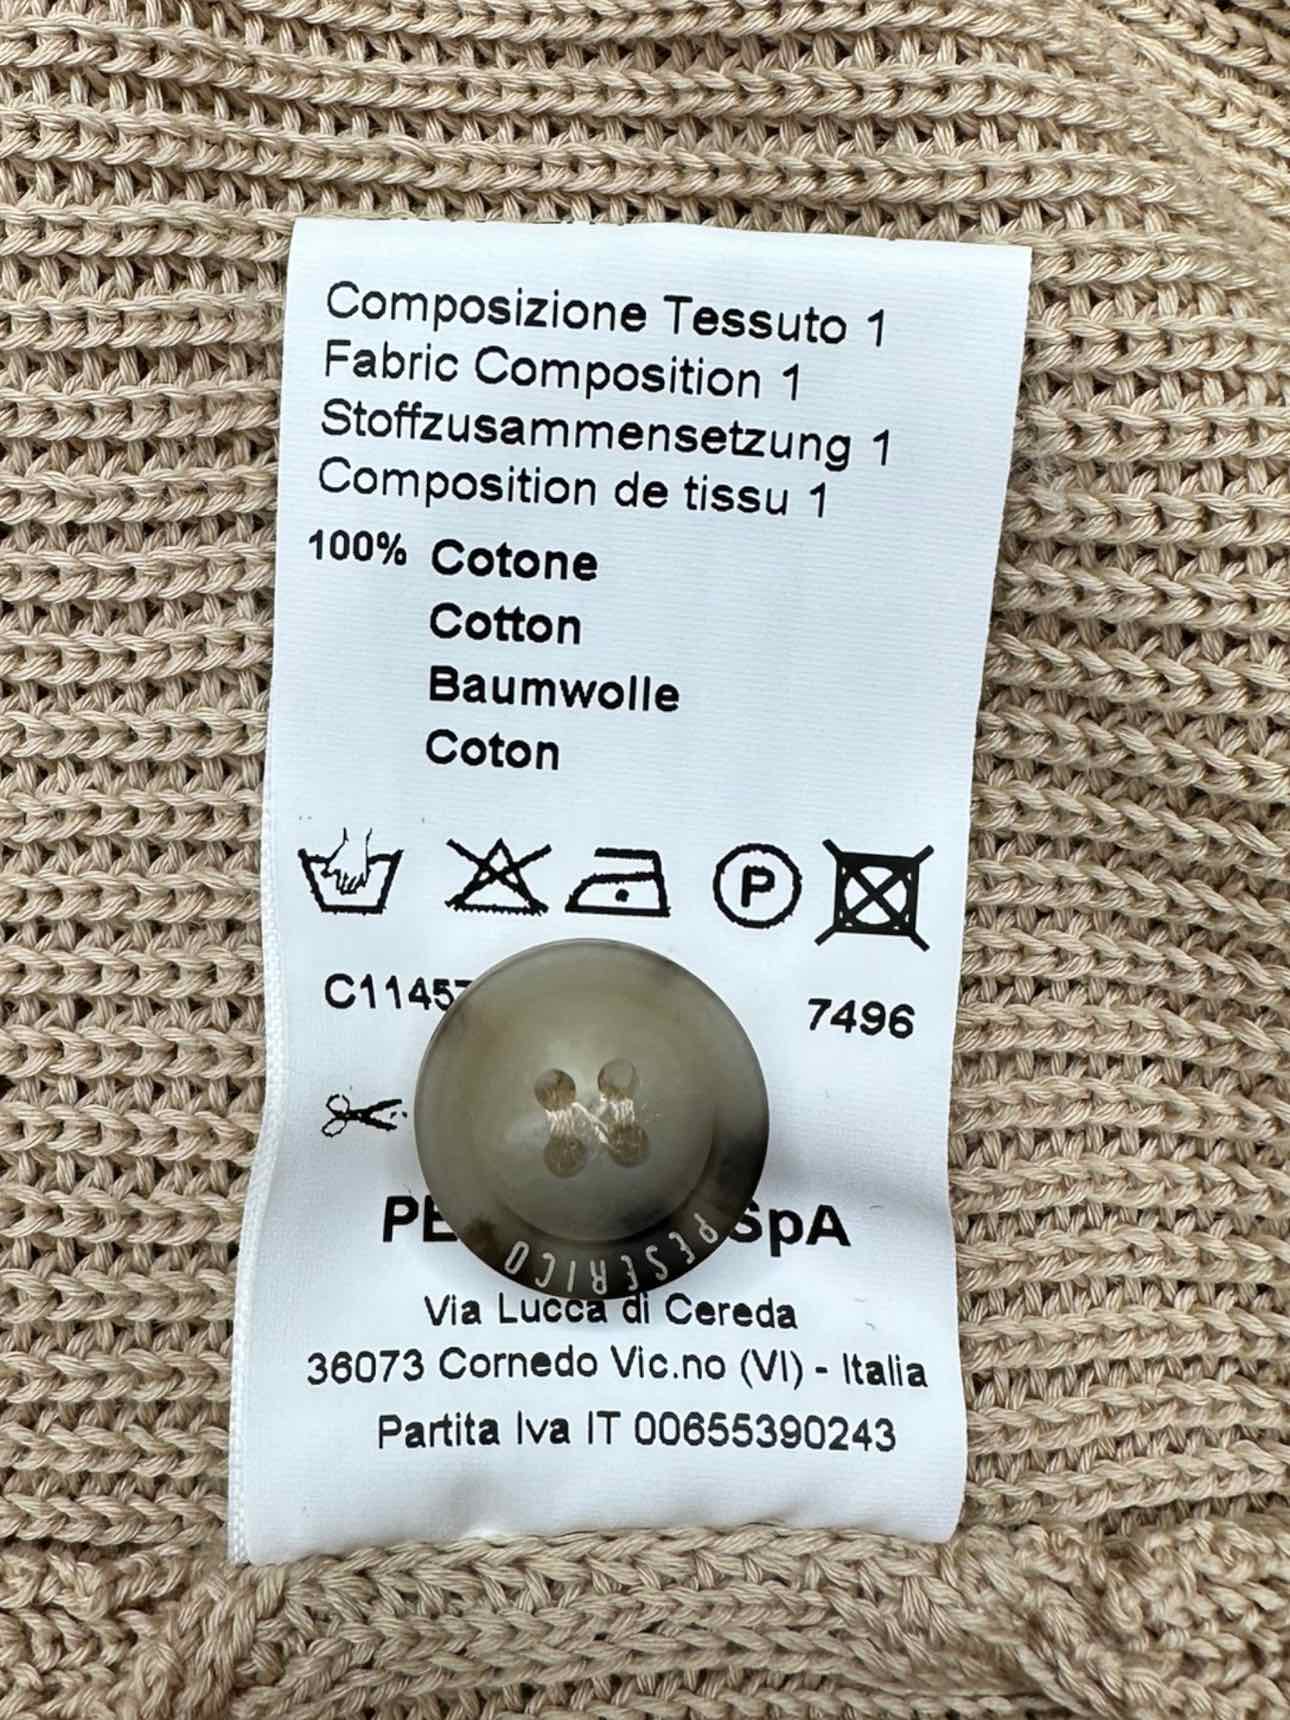 Composizione Tessuto 1
Fabric Composition 1
Stoffzusammensetzung 1
Composition de tissu 1
100% Cotone
Cotton
Baumwolle
Coton
P
7496
SpA
PESERICO
Via Lucca di Cereda
36073 Cornedo Vic.no (VI) - Italia
Partita Iva IT 00655390243